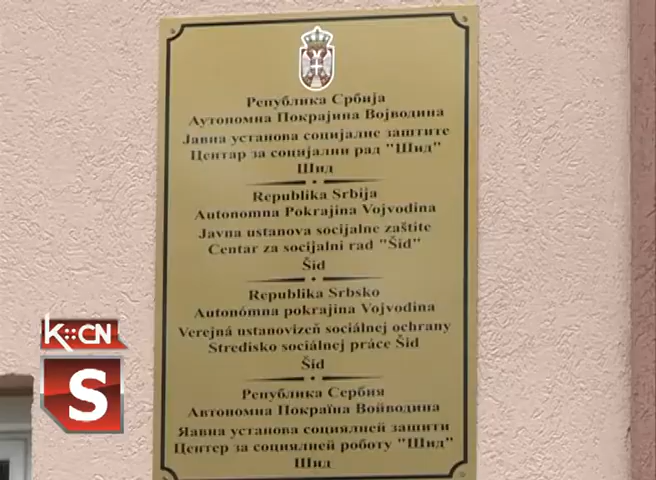 Република Србија
Аутономна Покрајина Војводина
Јавна установа социјалне заштите
Центар за социјални рад "Шид"
Шид
Republika Srbija
Autonomna Pokrajina Vojvodina
Javna ustanova socijalne zaštite
Centar za socijalni rad "Šid"
Šid
Republika Srbsko
Autonómna pokrajina Vojvodina
Verejná ustanovizeň sociálnej ochrany
Stredisko sociálnej práce Šid
Šid
Република Сербия
Автономна Покраїна Войводина
Явна установа социялней защити
Центер за социялней роботу "Шид"
Шид
K::CN
S